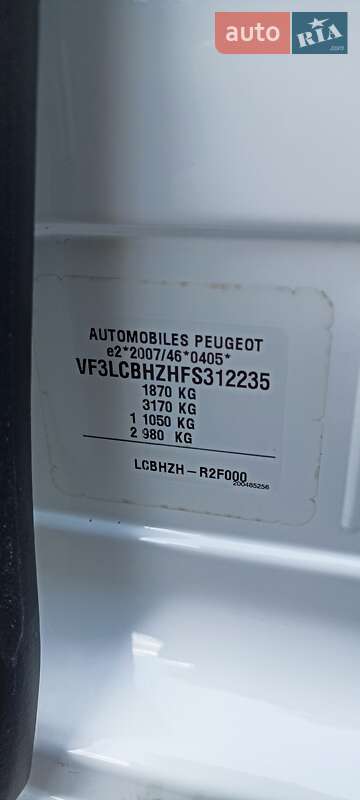 auto RIA
.com
AUTOMOBILES PEUGEOT
e2*2007/46*0405*
VF3LCBHZHFS312235
1870 KG
3170 KG
1 1050 KG
2 980 KG
LCBHZH-R2F000
200485256